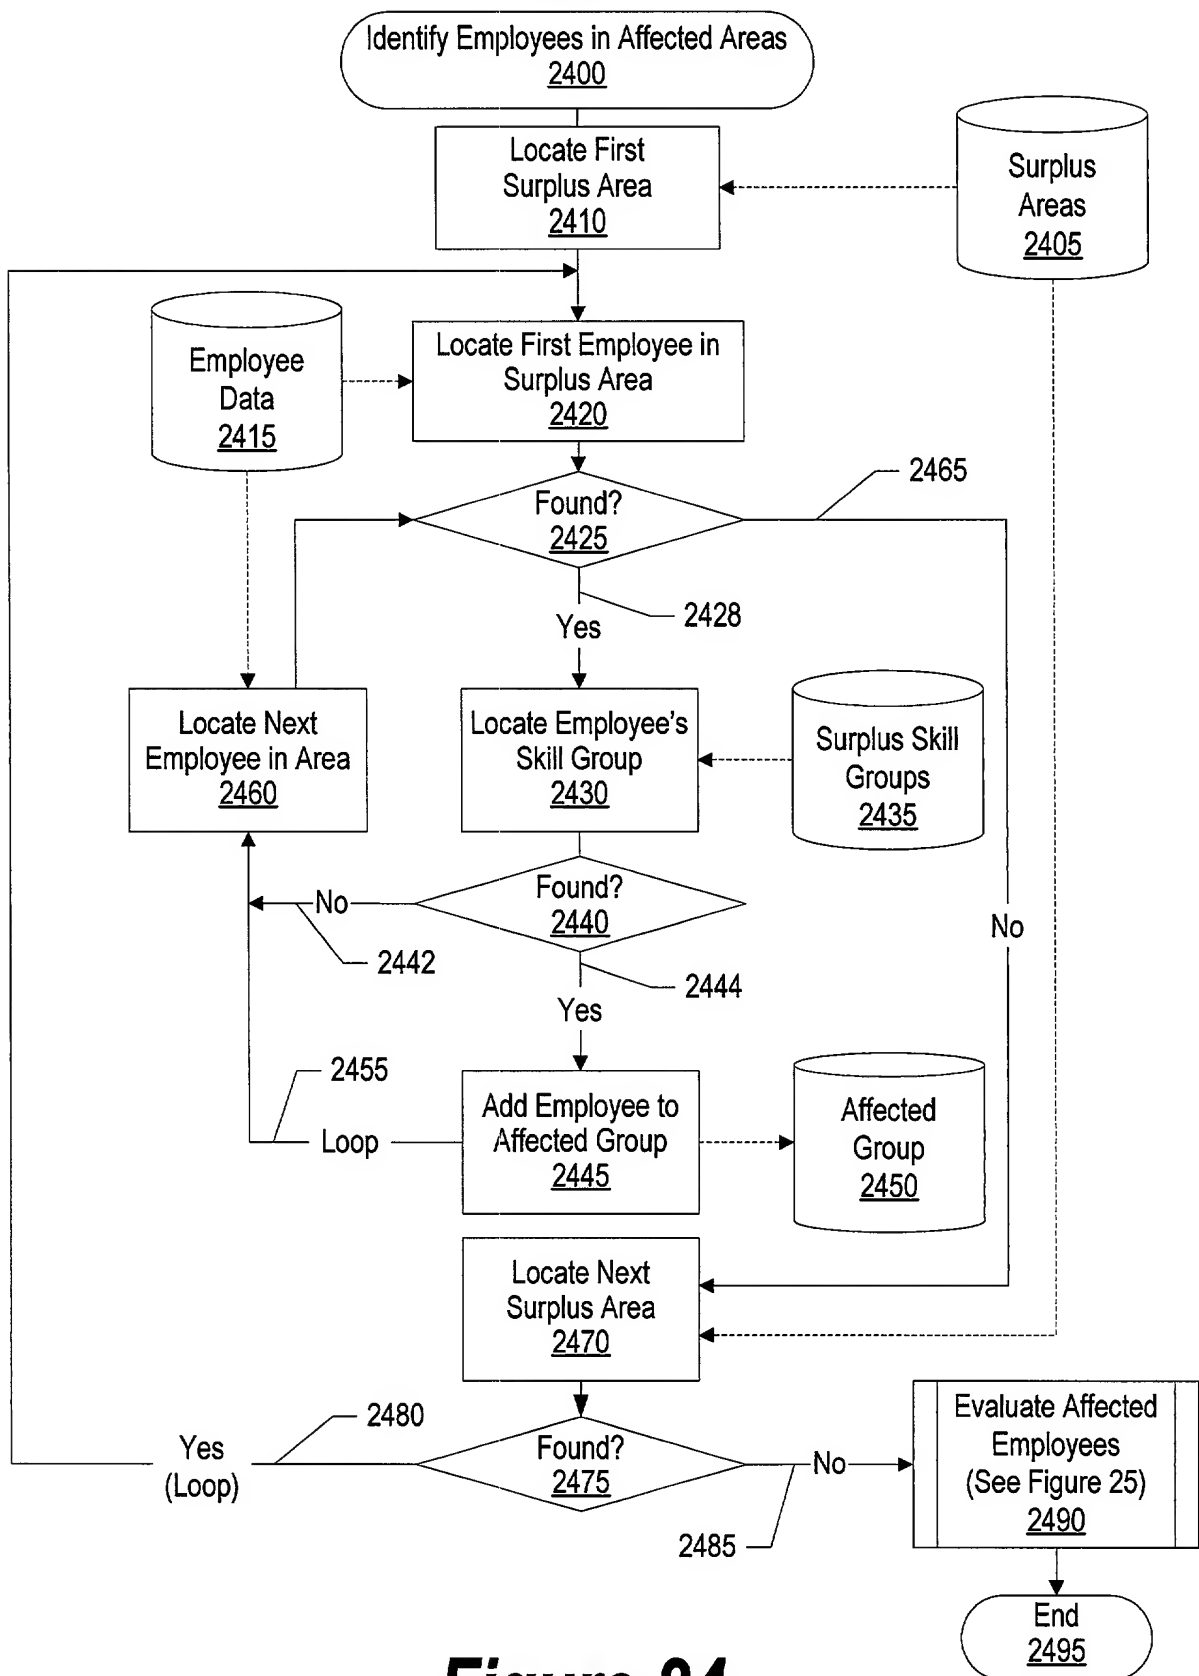 Identify Employees in Affected Areas
2400
Locate First
Surplus Area
2410
Surplus
Areas
2405
Employee
Data
2415
Locate First Employee in
Surplus Area
2420
2465
Found?
2425
2428
Yes
Locate Next
Employee in Area
2460
Locate Employee's
Skill Group
2430
Surplus Skill
Groups
2435
Found?
2440
No
No
2442
2444
Yes
2455
Add Employee to
Affected Group
2445
Loop
Affected
Group
2450
Locate Next
Surplus Area
2470
2480
Yes
(Loop)
Found?
2475
No
2485
Evaluate Affected
Employees
(See Figure 25)
2490
End
2495
Figure 24